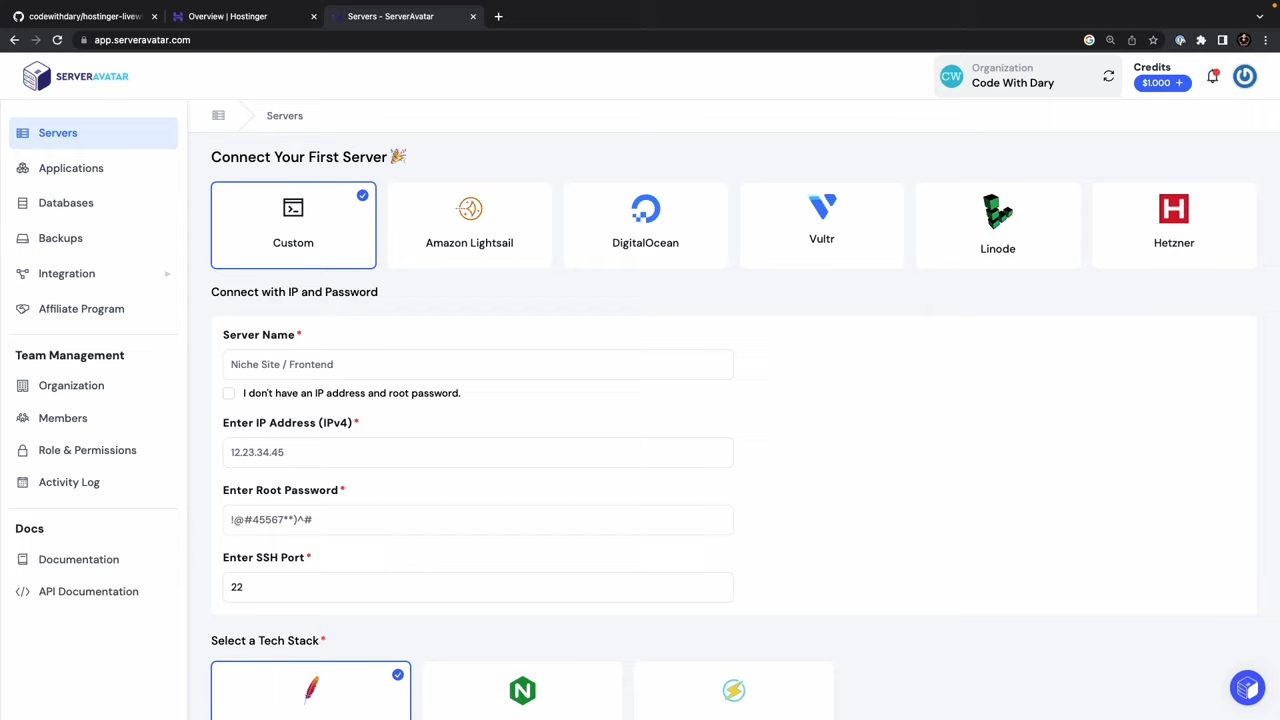 codewithdary/hostinger-livew
Overview | Hostinger
Servers - ServerAvatar
app.serveravatar.com
SERVERAVATAR
CW
Organization
Code With Dary
Credits
$1.000 +
Servers
Servers
Applications
Databases
Backups
Integration
Affiliate Program
Team Management
Organization
Members
Role & Permissions
Activity Log
Docs
Documentation
API Documentation
Connect Your First Server
Custom
Amazon Lightsail
DigitalOcean
Vultr
Linode
Hetzner
Connect with IP and Password
Server Name*
Niche Site / Frontend
I don't have an IP address and root password.
Enter IP Address (IPv4)*
12.23.34.45
Enter Root Password*
!@#45567**)^#
Enter SSH Port*
22
Select a Tech Stack*